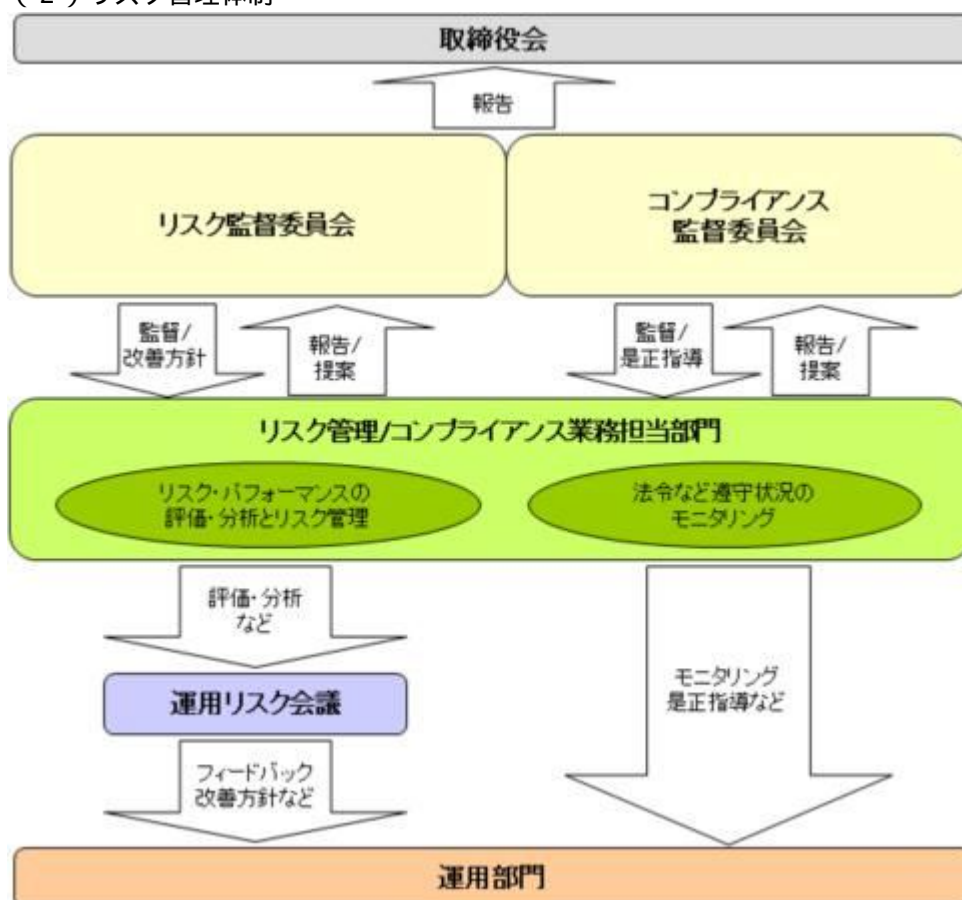 (2)リスク管理体制
取締役会
報告
リスク監督委員会
コンプライアンス
監督委員会
監督/
改善方針
報告/
提案
監督/
是正指導
報告/
提案
リスク管理/コンプライアンス業務担当部門
リスク・パフォーマンスの
評価・分析とリスク管理
法令など遵守状況の
モニタリング
評価・分析
など
運用リスク会議
モニタリング
是正指導など
フィードバック
改善方針など
運用部門